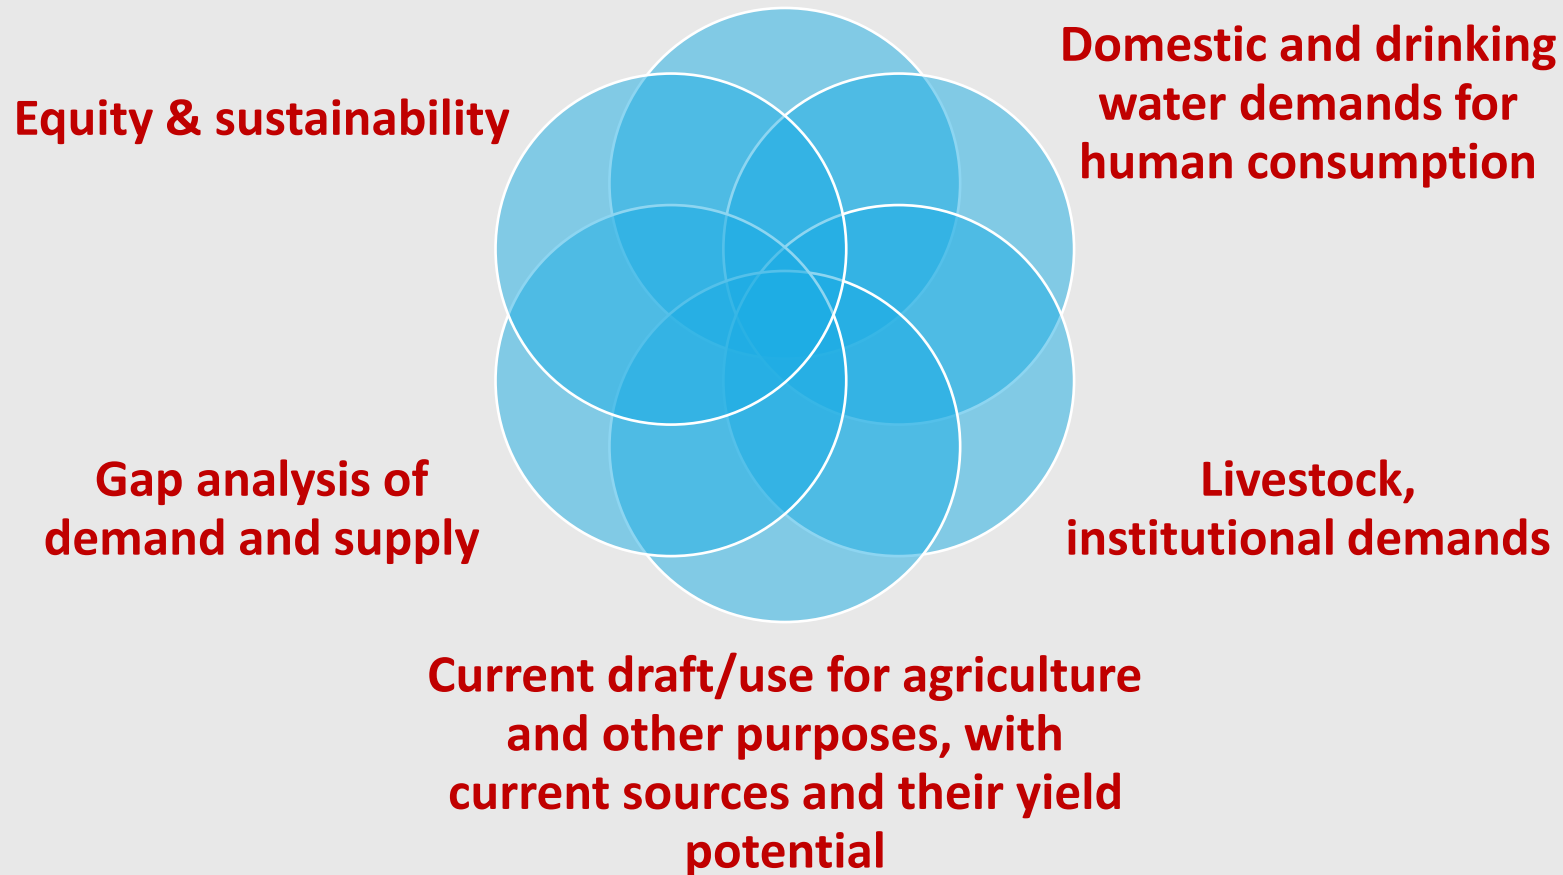 Equity & sustainability
Domestic and drinking
water demands for
human consumption
Gap analysis of
demand and supply
Livestock,
institutional demands
Current draft/use for agriculture
and other purposes, with
current sources and their yield
potential